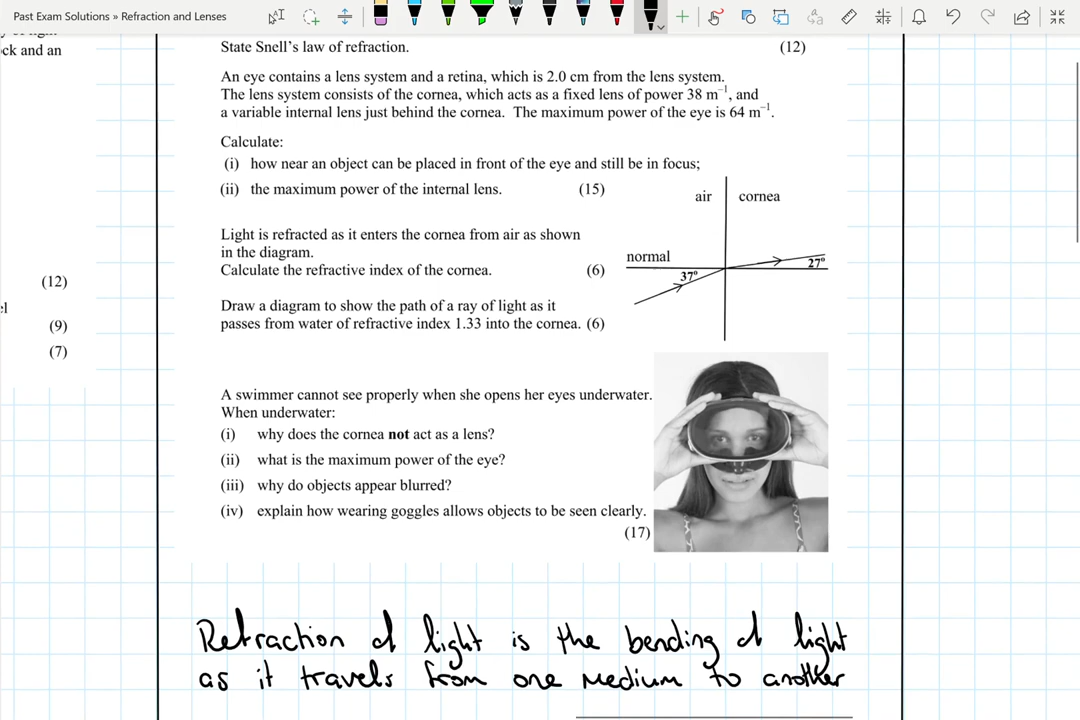 Past Exam Solutions » Refraction and Lenses
ck and an
State Snell's law of refraction. (12)
An eye contains a lens system and a retina, which is 2.0 cm from the lens system.
The lens system consists of the cornea, which acts as a fixed lens of power 38 m⁻¹, and
a variable internal lens just behind the cornea. The maximum power of the eye is 64 m⁻¹.
Calculate:
(i) how near an object can be placed in front of the eye and still be in focus;
(ii) the maximum power of the internal lens. (15)
air cornea
Light is refracted as it enters the cornea from air as shown
in the diagram.
Calculate the refractive index of the cornea. (6)
normal
37°
27°
(12)
Draw a diagram to show the path of a ray of light as it
passes from water of refractive index 1.33 into the cornea. (6)
(9)
(7)
A swimmer cannot see properly when she opens her eyes underwater.
When underwater:
(i) why does the cornea not act as a lens?
(ii) what is the maximum power of the eye?
(iii) why do objects appear blurred?
(iv) explain how wearing goggles allows objects to be seen clearly.
(17)
Refraction of light is the bending of light
as it travels from one medium to another